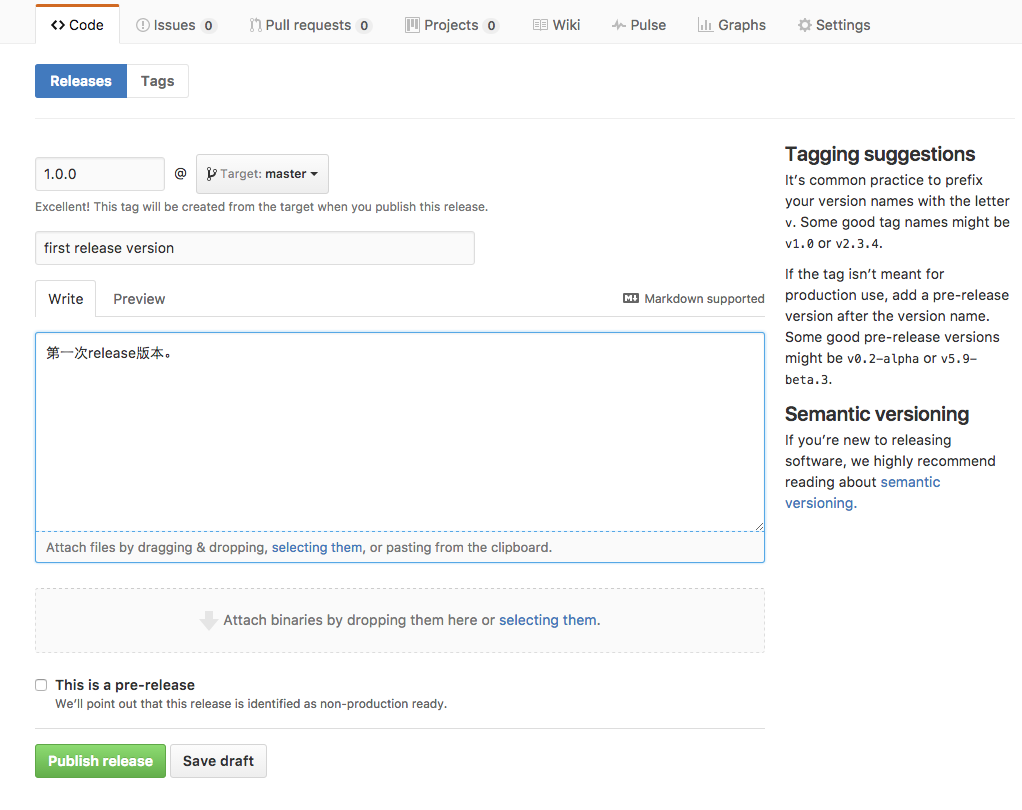 Code Issues 0 Pull requests 0 Projects 0 Wiki Pulse Graphs Settings
Releases Tags
1.0.0 @ Target: master
Excellent! This tag will be created from the target when you publish this release.
first release version
Write Preview Markdown supported
第一次release版本。
Attach files by dragging & dropping, selecting them, or pasting from the clipboard.
Attach binaries by dropping them here or selecting them.
This is a pre-release
We’ll point out that this release is identified as non-production ready.
Publish release Save draft
Tagging suggestions
It’s common practice to prefix
your version names with the letter
v. Some good tag names might be
v1.0 or v2.3.4.
If the tag isn’t meant for
production use, add a pre-release
version after the version name.
Some good pre-release versions
might be v0.2-alpha or v5.9-
beta.3.
Semantic versioning
If you’re new to releasing
software, we highly recommend
reading about semantic
versioning.